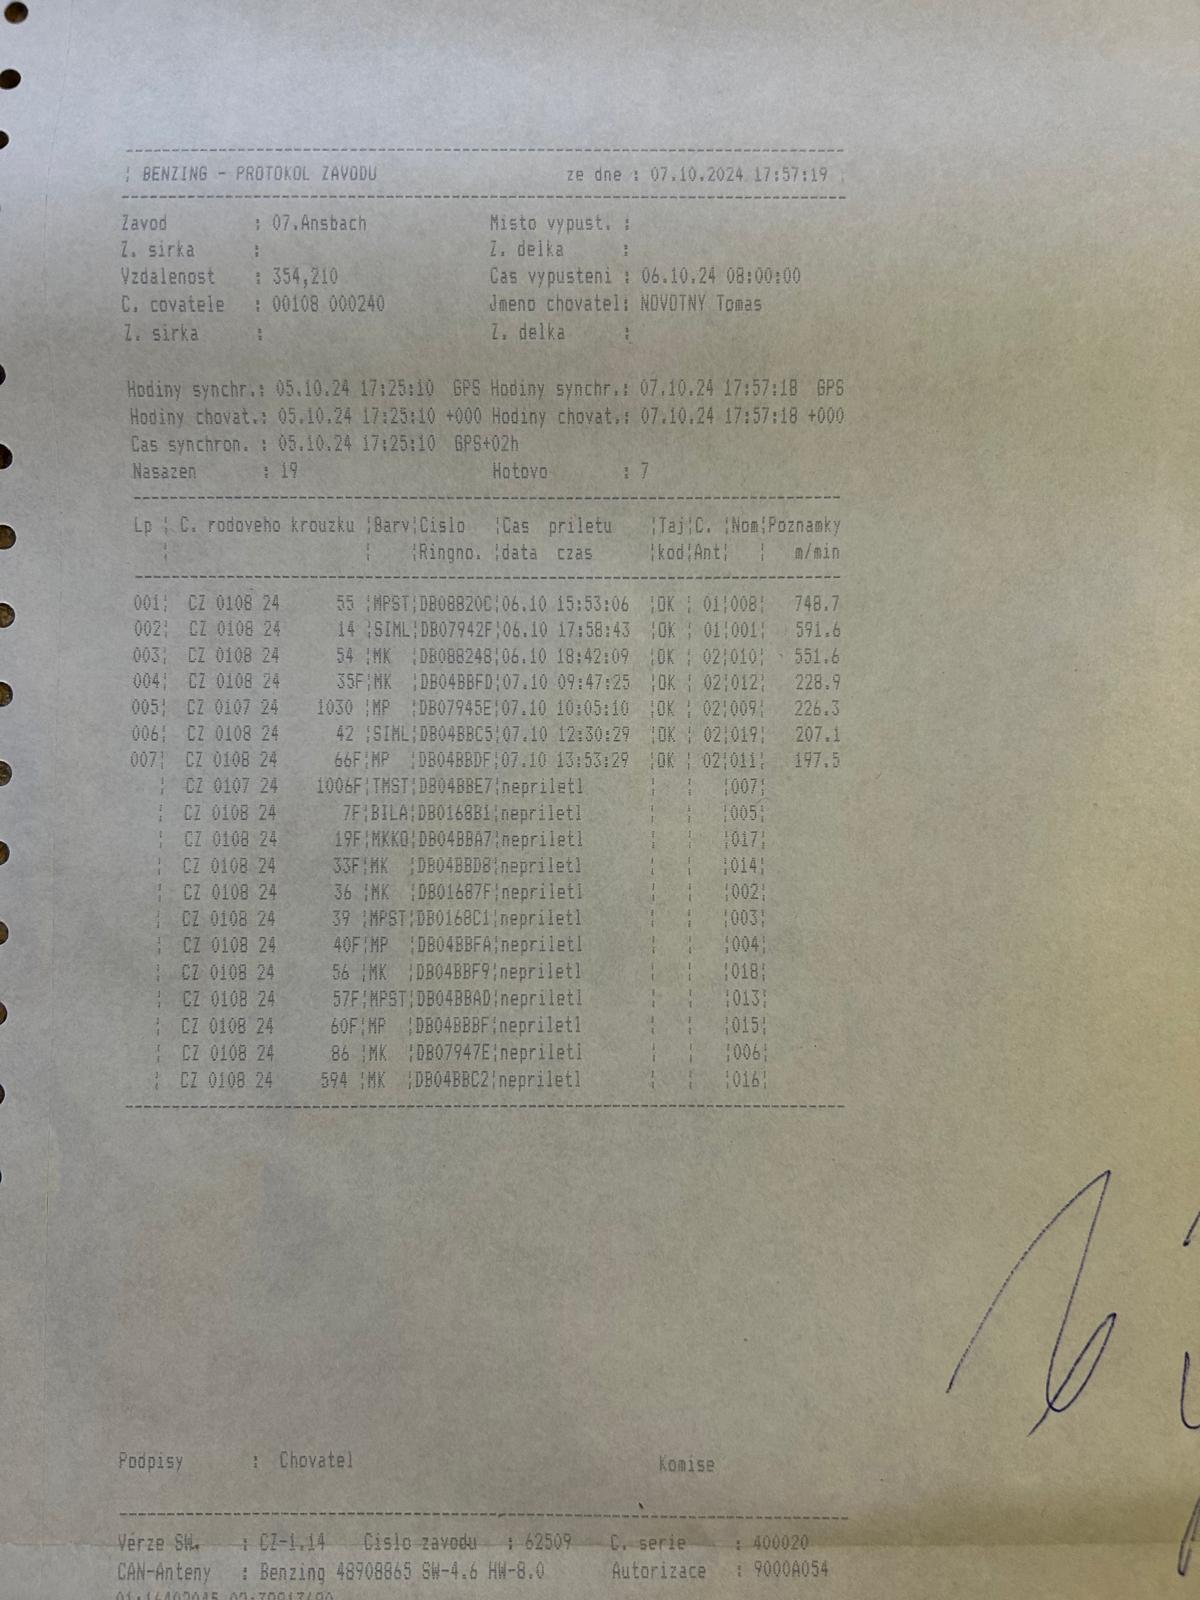 BENZING - PROTOKOL ZAVODU ze dne : 07.10.2024 17:57:19
Zavod : 07.Ansbach Misto vypust. :
Z. sirka : Z. delka :
Vzdalenost : 354,210 Cas vypusteni : 06.10.24 08:00:00
C. covatele : 00108 000240 Jmeno chovatel: NOVOTNY Tomas
Z. sirka : Z. delka :
Hodiny synchr.: 05.10.24 17:25:10 GPS Hodiny synchr.: 07.10.24 17:57:18 GPS
Hodiny chovat.: 05.10.24 17:25:10 +000 Hodiny chovat.: 07.10.24 17:57:18 +000
Cas synchron. : 05.10.24 17:25:10 GPS+02h
Nasazen : 19 Hotovo : 7
Lp ¦ C. rodoveho krouzku ¦Barv¦Cislo ¦Cas priletu ¦Taj¦C. ¦Nom¦Poznamky
¦ ¦ ¦Ringno. ¦data czas ¦kod¦Ant¦ ¦ m/min
001¦ CZ 0108 24 55 ¦MPST¦DB08820C¦06.10 15:53:06 ¦OK ¦ 01¦008¦ 748.7
002¦ CZ 0108 24 14 ¦SIML¦DB07942F¦06.10 17:58:43 ¦OK ¦ 01¦001¦ 591.6
003¦ CZ 0108 24 54 ¦MK ¦DB088248¦06.10 18:42:09 ¦OK ¦ 02¦010¦ 551.6
004¦ CZ 0108 24 35F¦MK ¦DB04BBFD¦07.10 09:47:25 ¦OK ¦ 02¦012¦ 228.9
005¦ CZ 0107 24 1030 ¦MP ¦DB07945E¦07.10 10:05:10 ¦OK ¦ 02¦009¦ 226.3
006¦ CZ 0108 24 42 ¦SIML¦DB04BBC5¦07.10 12:30:29 ¦OK ¦ 02¦019¦ 207.1
007¦ CZ 0108 24 66F¦MP ¦DB04BBDF¦07.10 13:53:29 ¦OK ¦ 02¦011¦ 197.5
¦ CZ 0107 24 1006F¦TMST¦DB04BBE7¦nepriletl ¦ ¦ ¦007¦
¦ CZ 0108 24 7F¦BILA¦DB0168B1¦nepriletl ¦ ¦ ¦005¦
¦ CZ 0108 24 19F¦MKKO¦DB04BBA7¦nepriletl ¦ ¦ ¦017¦
¦ CZ 0108 24 33F¦MK ¦DB04BBD8¦nepriletl ¦ ¦ ¦014¦
¦ CZ 0108 24 36 ¦MK ¦DB01687F¦nepriletl ¦ ¦ ¦002¦
¦ CZ 0108 24 39 ¦MPST¦DB0168C1¦nepriletl ¦ ¦ ¦003¦
¦ CZ 0108 24 40F¦MP ¦DB04BBFA¦nepriletl ¦ ¦ ¦004¦
¦ CZ 0108 24 56 ¦MK ¦DB04BBF9¦nepriletl ¦ ¦ ¦018¦
¦ CZ 0108 24 57F¦MPST¦DB04BBAD¦nepriletl ¦ ¦ ¦013¦
¦ CZ 0108 24 60F¦MP ¦DB04BBBF¦nepriletl ¦ ¦ ¦015¦
¦ CZ 0108 24 86 ¦MK ¦DB07947E¦nepriletl ¦ ¦ ¦006¦
¦ CZ 0108 24 594 ¦MK ¦DB04BBC2¦nepriletl ¦ ¦ ¦016¦
Podpisy : Chovatel Komise
Verze SW. : CZ-1.14 Cislo zavodu : 62509 C. serie : 400020
CAN-Anteny : Benzing 48908865 SW-4.6 HW-8.0 Autorizace : 9000A054